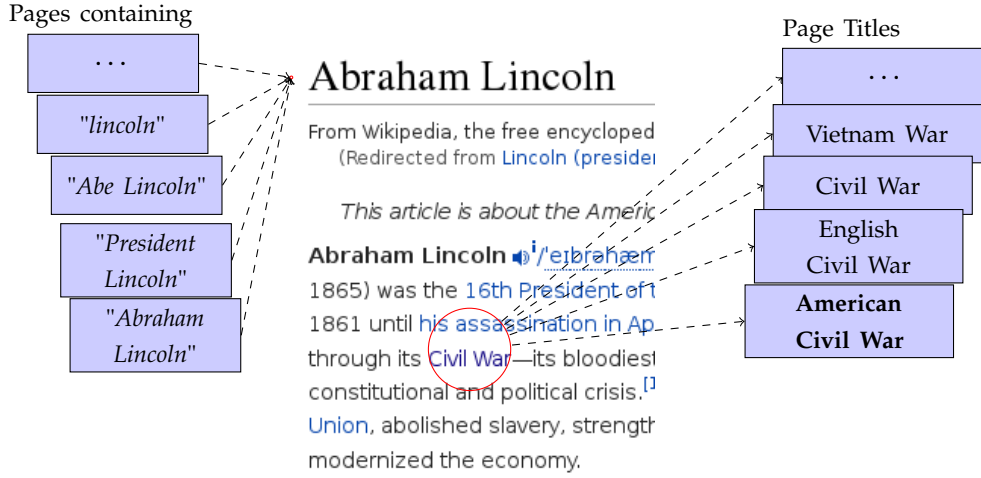 Pages containing
. . .
"lincoln"
"Abe Lincoln"
"President
Lincoln"
"Abraham
Lincoln"
Abraham Lincoln
From Wikipedia, the free encycloped
(Redirected from Lincoln (presider
This article is about the Americ
Abraham Lincoln i/ˈeɪbrəhæm
1865) was the 16th President of t
1861 until his assassination in Ap
through its Civil War—its bloodiest
constitutional and political crisis.[1
Union, abolished slavery, strength
modernized the economy.
Page Titles
. . .
Vietnam War
Civil War
English
Civil War
American
Civil War